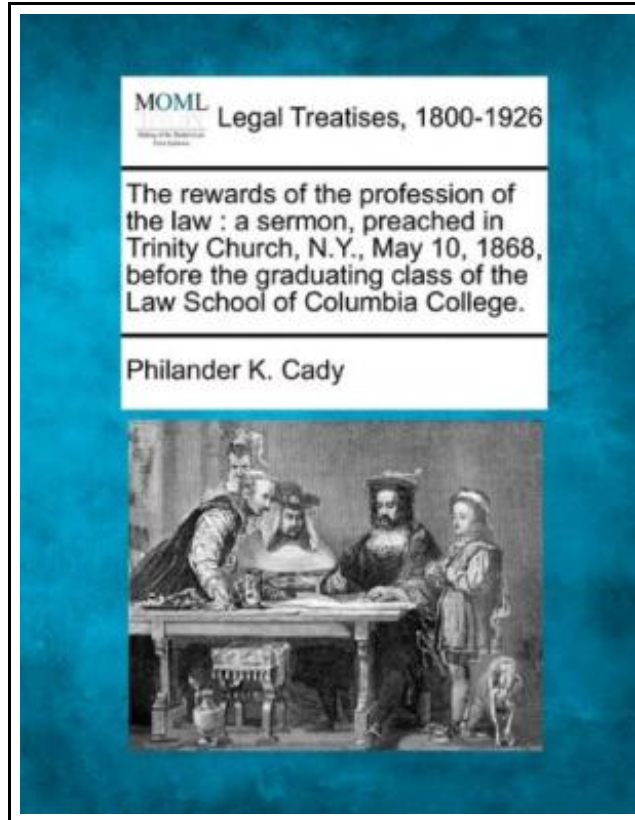 MOML
Legal Treatises, 1800-1926
The rewards of the profession of
the law : a sermon, preached in
Trinity Church, N.Y., May 10, 1868,
before the graduating class of the
Law School of Columbia College.
Philander K. Cady